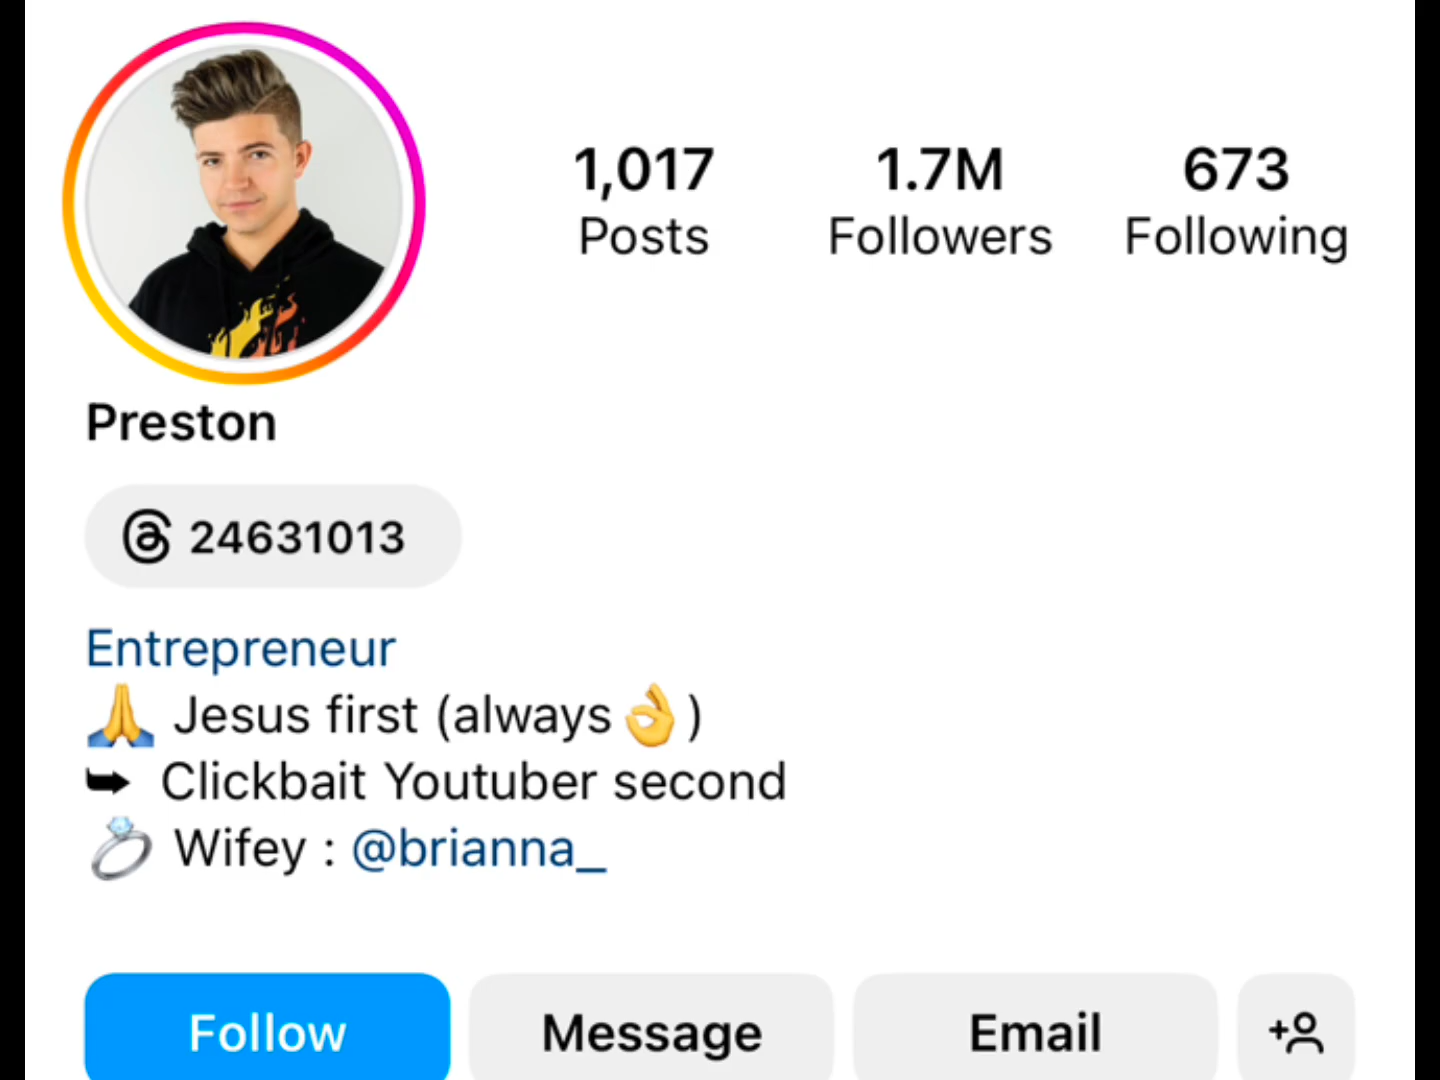 1,017 1.7M 673
Posts Followers Following
Preston
24631013
Entrepreneur
🙏 Jesus first (always👌)
➥ Clickbait Youtuber second
💍 Wifey : @brianna_
Follow Message Email